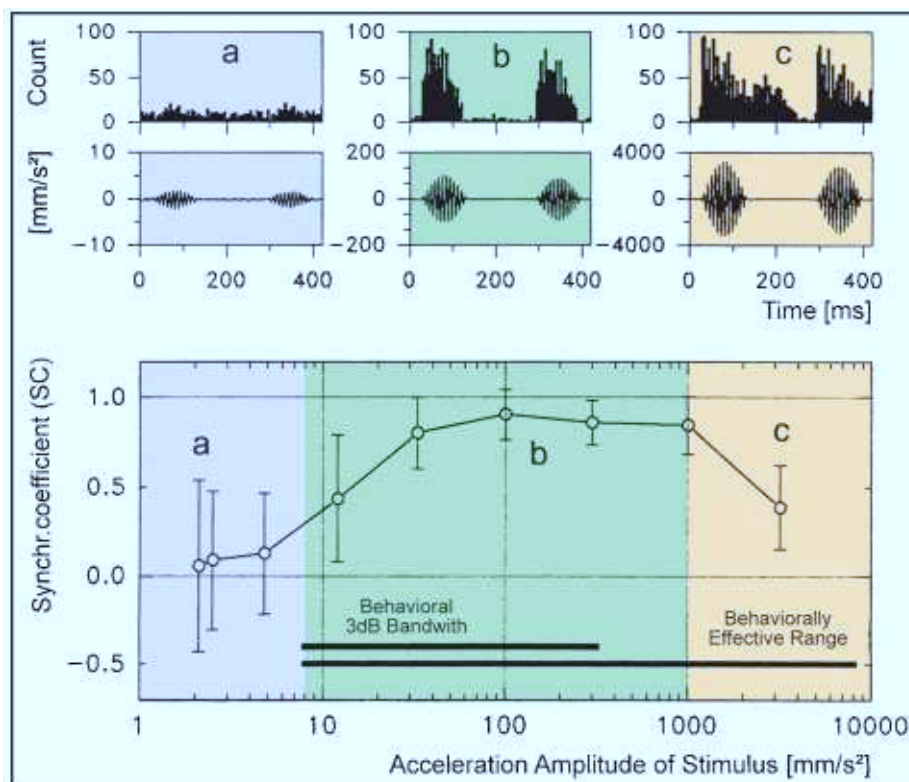 a
b
c
Count
100
50
0
100
50
0
100
50
0
[mm/s²]
10
0
−10
200
0
−200
4000
0
−4000
0 200 400
0 200 400
0 200 400
Time [ms]
Synchr.coefficient (SC)
1.0
0.5
0.0
−0.5
a
b
c
Behavioral
3dB Bandwith
Behaviorally
Effective Range
1 10 100 1000 10000
Acceleration Amplitude of Stimulus [mm/s²]